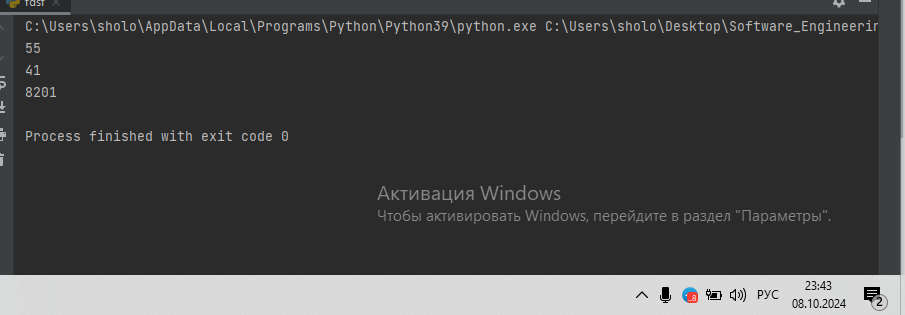 fdsf
C:\Users\sholo\AppData\Local\Programs\Python\Python39\python.exe C:\Users\sholo\Desktop\Software_Engineerin
55
41
8201
Process finished with exit code 0
Активация Windows
Чтобы активировать Windows, перейдите в раздел "Параметры".
РУС
23:43
08.10.2024
2